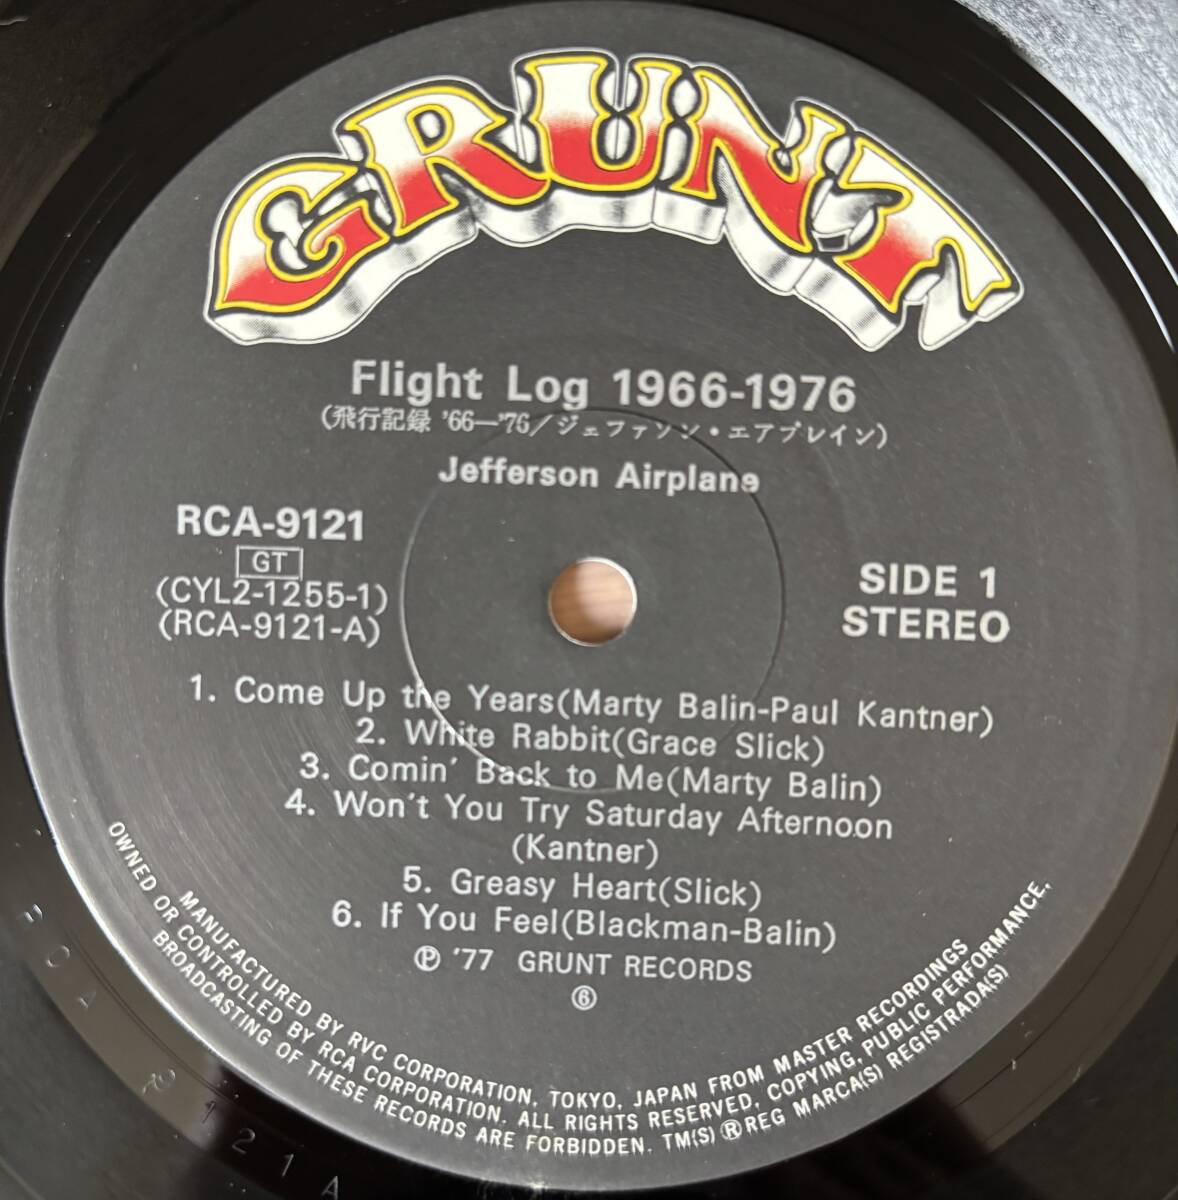 GRUNT
Flight Log 1966-1976
(飛行記録 '66—'76/ジェファソン・エアプレイン)
Jefferson Airplane
RCA-9121
GT
(CYL2-1255-1)
(RCA-9121-A)
SIDE 1
STEREO
1. Come Up the Years(Marty Balin-Paul Kantner)
2. White Rabbit(Grace Slick)
3. Comin' Back to Me(Marty Balin)
4. Won't You Try Saturday Afternoon
(Kantner)
5. Greasy Heart(Slick)
6. If You Feel(Blackman-Balin)
Ⓟ '77 GRUNT RECORDS
⑥
MANUFACTURED BY RVC CORPORATION, TOKYO, JAPAN FROM MASTER RECORDINGS
OWNED OR CONTROLLED BY RCA CORPORATION. ALL RIGHTS RESERVED, COPYING, PUBLIC PERFORMANCE,
BROADCASTING OF THESE RECORDS ARE FORBIDDEN. TM(S) ® REG MARCA(S) REGISTRADA(S)
RCA 9121 A